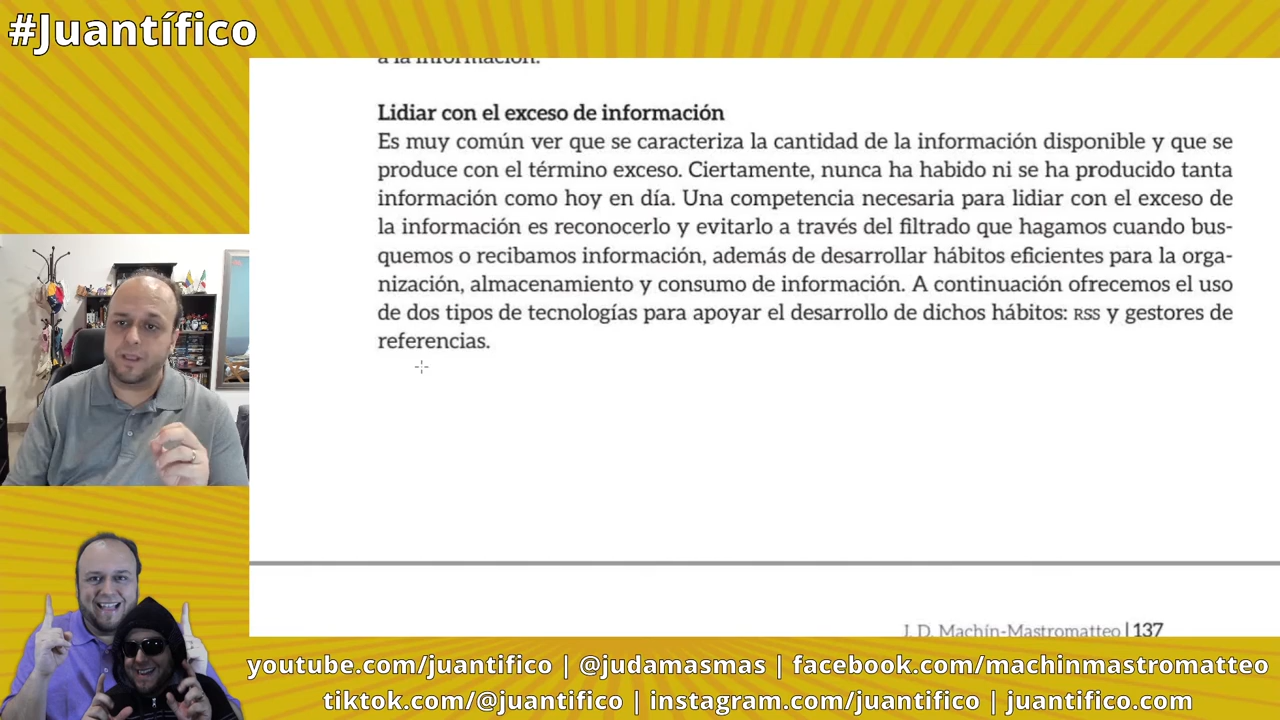 #Juantífico
a la información.
Lidiar con el exceso de información
Es muy común ver que se caracteriza la cantidad de la información disponible y que se
produce con el término exceso. Ciertamente, nunca ha habido ni se ha producido tanta
información como hoy en día. Una competencia necesaria para lidiar con el exceso de
la información es reconocerlo y evitarlo a través del filtrado que hagamos cuando bus-
quemos o recibamos información, además de desarrollar hábitos eficientes para la orga-
nización, almacenamiento y consumo de información. A continuación ofrecemos el uso
de dos tipos de tecnologías para apoyar el desarrollo de dichos hábitos: RSS y gestores de
referencias.
J. D. Machín-Mastromatteo | 137
youtube.com/juantifico | @judamasmas | facebook.com/machinmastromatteo
tiktok.com/@juantifico | instagram.com/juantifico | juantifico.com